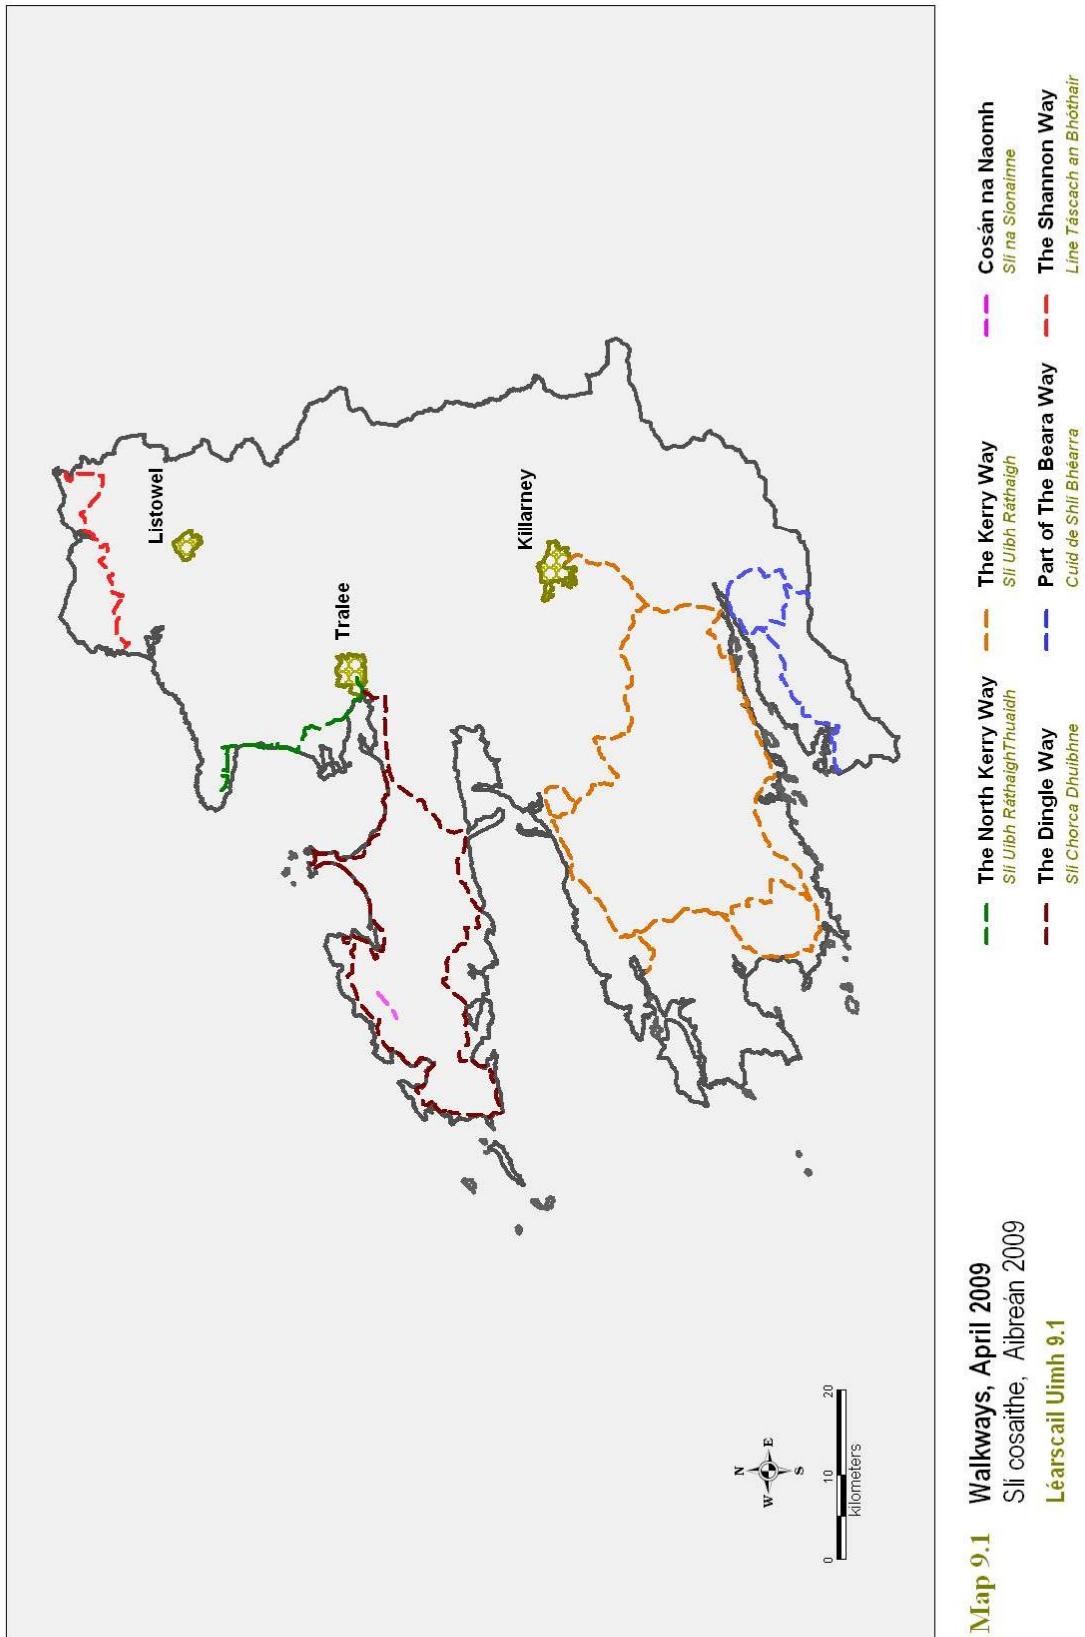 Listowel
Tralee
Killarney
N
W E
S
0 10 20
kilometers
Map 9.1 Walkways, April 2009
Slí cosaithe, Aibreán 2009
Léarscail Uimh 9.1
The North Kerry Way
Slí Uibh RáthaighThuaidh
The Dingle Way
Slí Chorca Dhuibhne
The Kerry Way
Slí Uibh Ráthaigh
Part of The Beara Way
Cuid de Shlí Bhéarra
Cosán na Naomh
Slí na Sionainne
The Shannon Way
Líne Táscach an Bhóthair